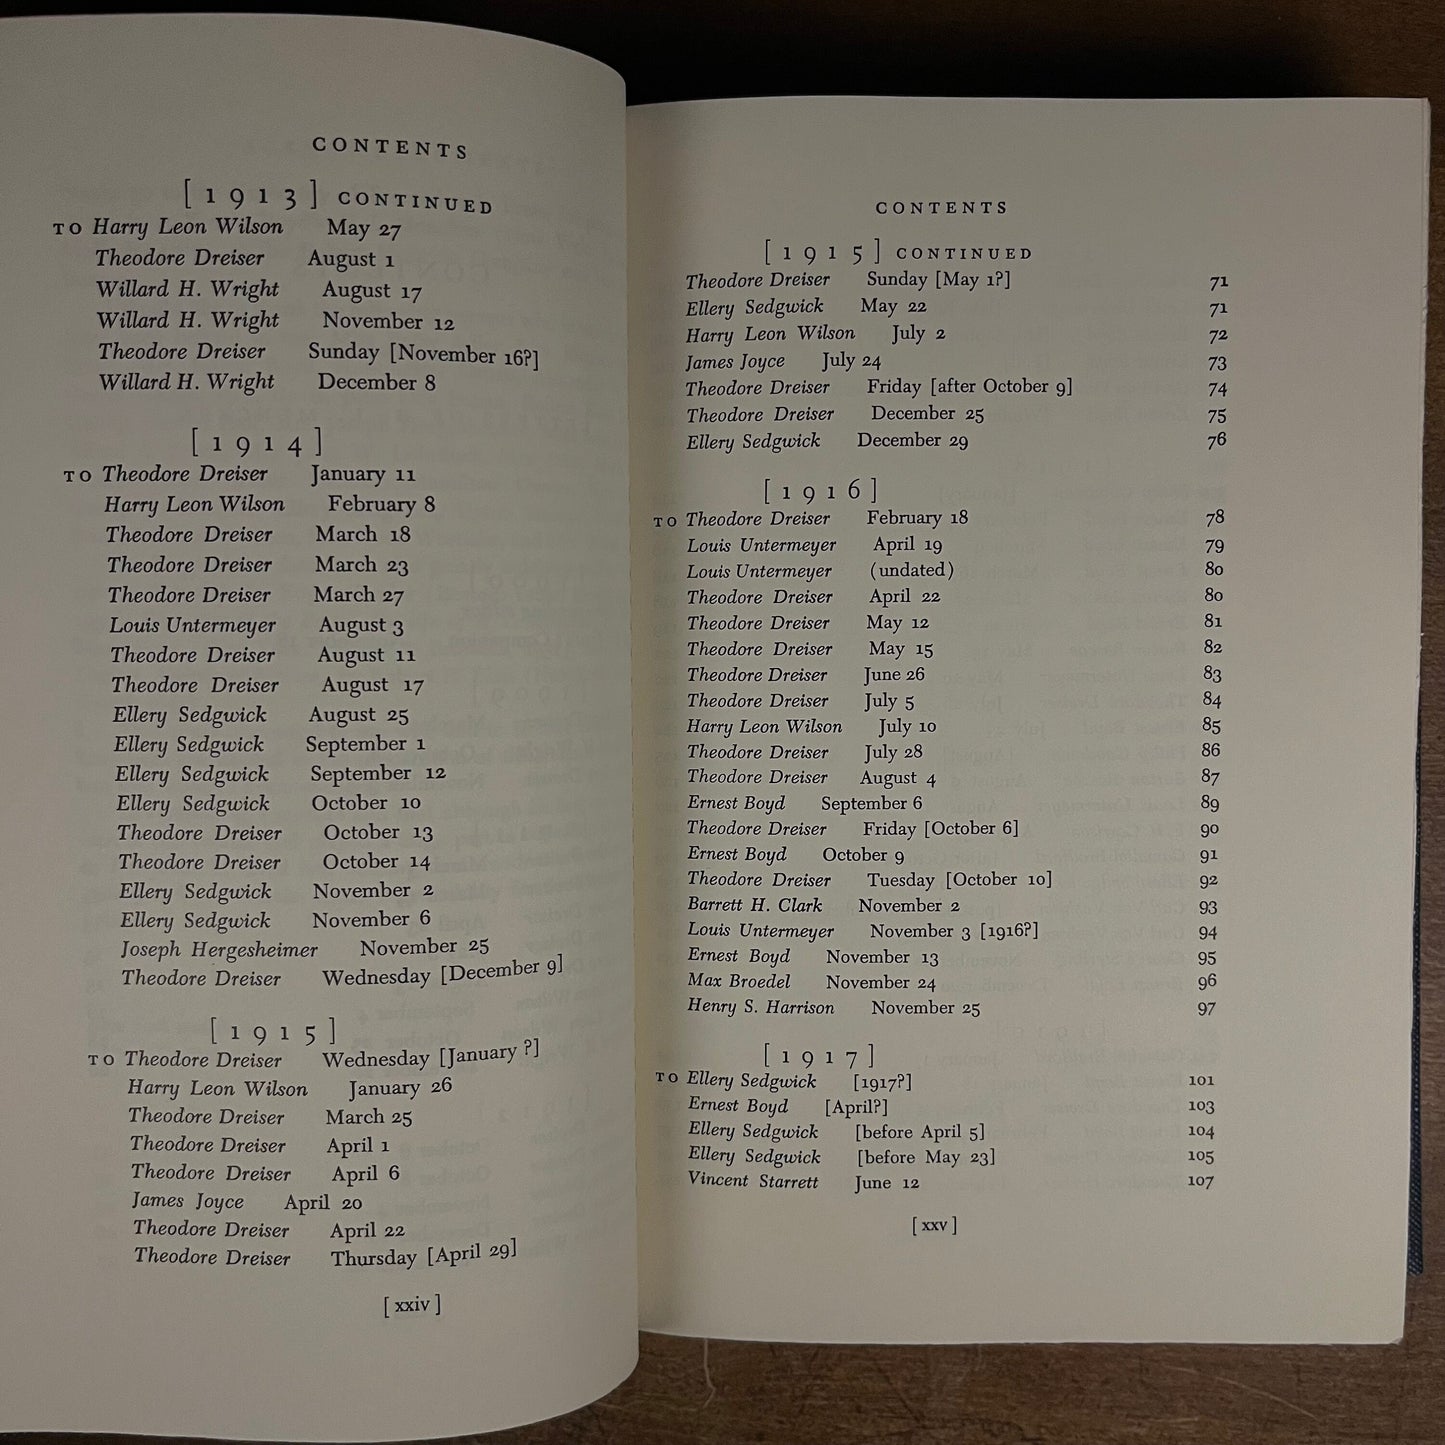 CONTENTS
[1913] CONTINUED
TO Harry Leon Wilson May 27
Theodore Dreiser August 1
Willard H. Wright August 17
Willard H. Wright November 12
Theodore Dreiser Sunday [November 16?]
Willard H. Wright December 8
[1914]
TO Theodore Dreiser January 11
Harry Leon Wilson February 8
Theodore Dreiser March 18
Theodore Dreiser March 23
Theodore Dreiser March 27
Louis Untermeyer August 3
Theodore Dreiser August 11
Theodore Dreiser August 17
Ellery Sedgwick August 25
Ellery Sedgwick September 1
Ellery Sedgwick September 12
Ellery Sedgwick October 10
Theodore Dreiser October 13
Theodore Dreiser October 14
Ellery Sedgwick November 2
Ellery Sedgwick November 6
Joseph Hergesheimer November 25
Theodore Dreiser Wednesday [December 9]
[1915]
TO Theodore Dreiser Wednesday [January ?]
Harry Leon Wilson January 26
Theodore Dreiser March 25
Theodore Dreiser April 1
Theodore Dreiser April 6
James Joyce April 20
Theodore Dreiser April 22
Theodore Dreiser Thursday [April 29]
[xxiv]
CONTENTS
[1915] CONTINUED
Theodore Dreiser Sunday [May 1?] 71
Ellery Sedgwick May 22 71
Harry Leon Wilson July 2 72
James Joyce July 24 73
Theodore Dreiser Friday [after October 9] 74
Theodore Dreiser December 25 75
Ellery Sedgwick December 29 76
[1916]
TO Theodore Dreiser February 18 78
Louis Untermeyer April 19 79
Louis Untermeyer (undated) 80
Theodore Dreiser April 22 80
Theodore Dreiser May 12 81
Theodore Dreiser May 15 82
Theodore Dreiser June 26 83
Theodore Dreiser July 5 84
Harry Leon Wilson July 10 85
Theodore Dreiser July 28 86
Theodore Dreiser August 4 87
Ernest Boyd September 6 89
Theodore Dreiser Friday [October 6] 90
Ernest Boyd October 9 91
Theodore Dreiser Tuesday [October 10] 92
Barrett H. Clark November 2 93
Louis Untermeyer November 3 [1916?] 94
Ernest Boyd November 13 95
Max Broedel November 24 96
Henry S. Harrison November 25 97
[1917]
TO Ellery Sedgwick [1917?] 101
Ernest Boyd [April?] 103
Ellery Sedgwick [before April 5] 104
Ellery Sedgwick [before May 23] 105
Vincent Starrett June 12 107
[xxv]